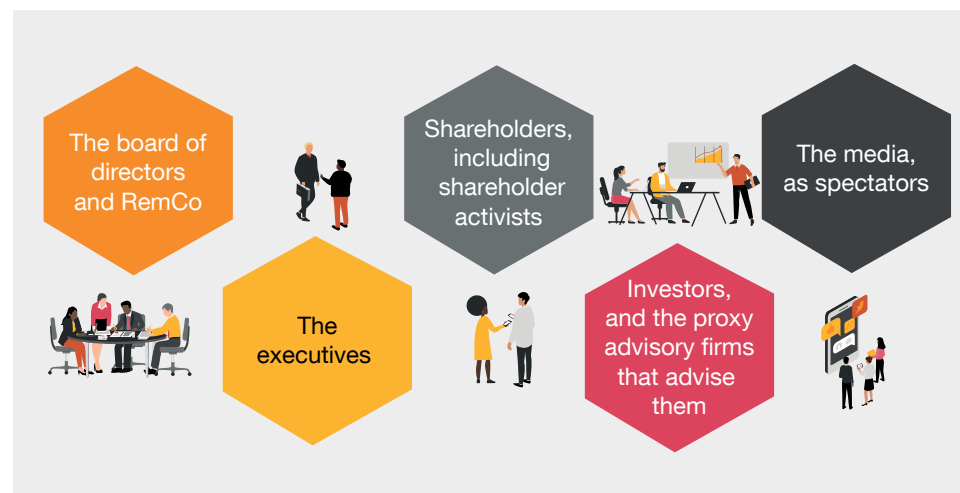 The board of
directors
and RemCo
The
executives
Shareholders,
including
shareholder
activists
Investors,
and the proxy
advisory firms
that advise
them
The media,
as spectators